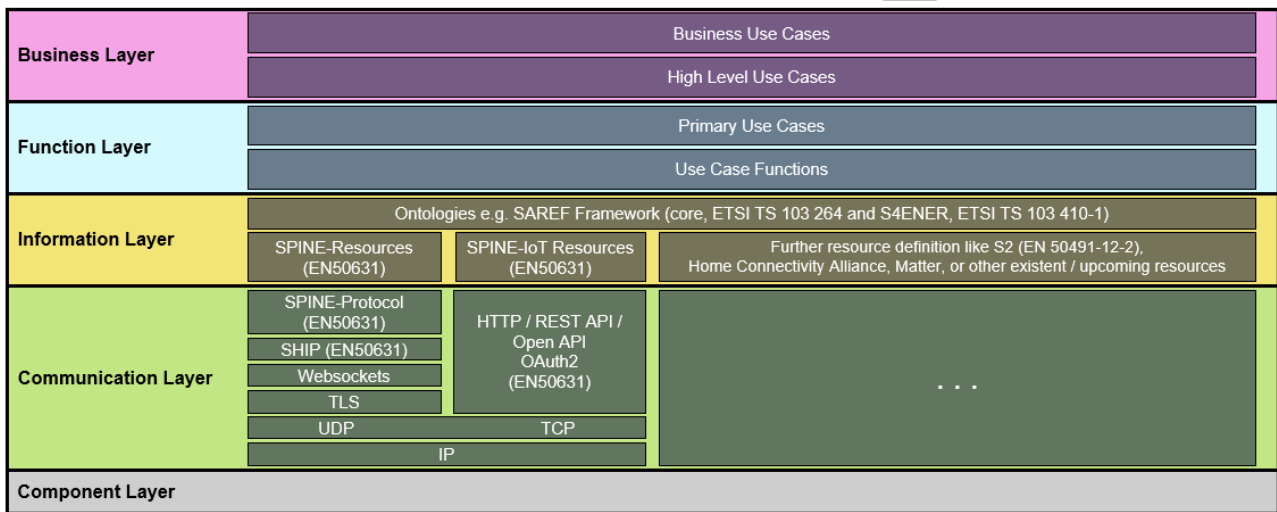 Business Layer
Business Use Cases
High Level Use Cases
Function Layer
Primary Use Cases
Use Case Functions
Information Layer
Ontologies e.g. SAREF Framework (core, ETSI TS 103 264 and S4ENER, ETSI TS 103 410-1)
SPINE-Resources
(EN50631)
SPINE-IoT Resources
(EN50631)
Further resource definition like S2 (EN 50491-12-2),
Home Connectivity Alliance, Matter, or other existent / upcoming resources
Communication Layer
SPINE-Protocol
(EN50631)
SHIP (EN50631)
Websockets
TLS
HTTP / REST API /
Open API
OAuth2
(EN50631)
UDP TCP
IP
. . .
Component Layer